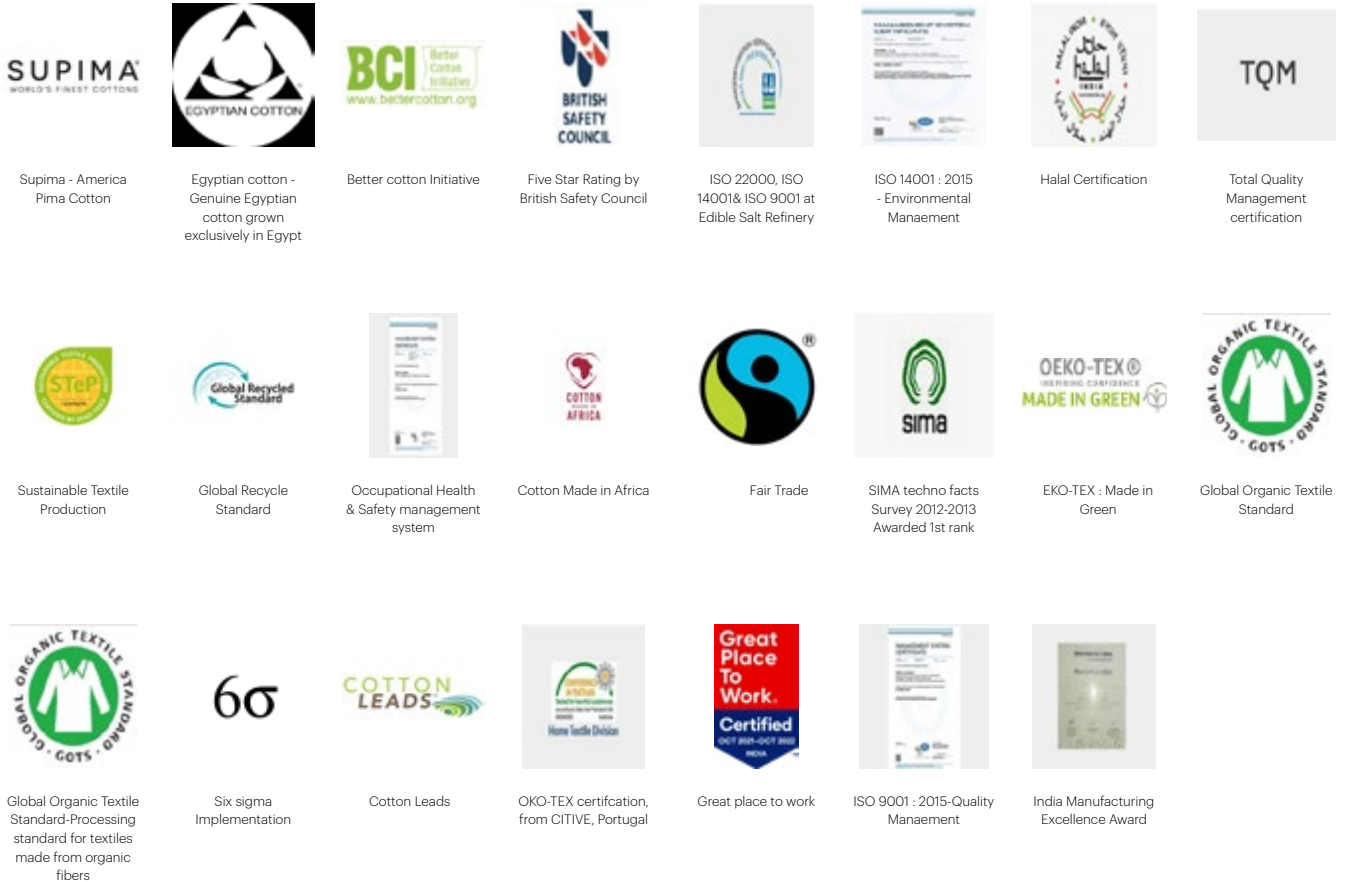 SUPIMA®
WORLD'S FINEST COTTONS
EGYPTIAN COTTON
BCI
Better
Cotton
Initiative
www.bettercotton.org
BRITISH
SAFETY
COUNCIL
INDIA
TQM
Supima - America
Pima Cotton
Egyptian cotton -
Genuine Egyptian
cotton grown
exclusively in Egypt
Better cotton Initiative
Five Star Rating by
British Safety Council
ISO 22000, ISO
14001& ISO 9001 at
Edible Salt Refinery
ISO 14001 : 2015
- Environmental
Manaement
Halal Certification
Total Quality
Management
certification
STeP
Global Recycled
Standard
COTTON
MADE IN
AFRICA
®
sima
OEKO-TEX®
INSPIRING CONFIDENCE
MADE IN GREEN
GLOBAL ORGANIC TEXTILE STANDARD
· GOTS ·
Sustainable Textile
Production
Global Recycle
Standard
Occupational Health
& Safety management
system
Cotton Made in Africa
Fair Trade
SIMA techno facts
Survey 2012-2013
Awarded 1st rank
EKO-TEX : Made in
Green
Global Organic Textile
Standard
GLOBAL ORGANIC TEXTILE STANDARD
· GOTS ·
6σ
COTTON
LEADS
Home Textile Division
Great
Place
To
Work.
Certified
OCT 2021-OCT 2022
INDIA
Global Organic Textile
Standard-Processing
standard for textiles
made from organic
fibers
Six sigma
Implementation
Cotton Leads
OKO-TEX certifcation,
from CITIVE, Portugal
Great place to work
ISO 9001 : 2015-Quality
Manaement
India Manufacturing
Excellence Award